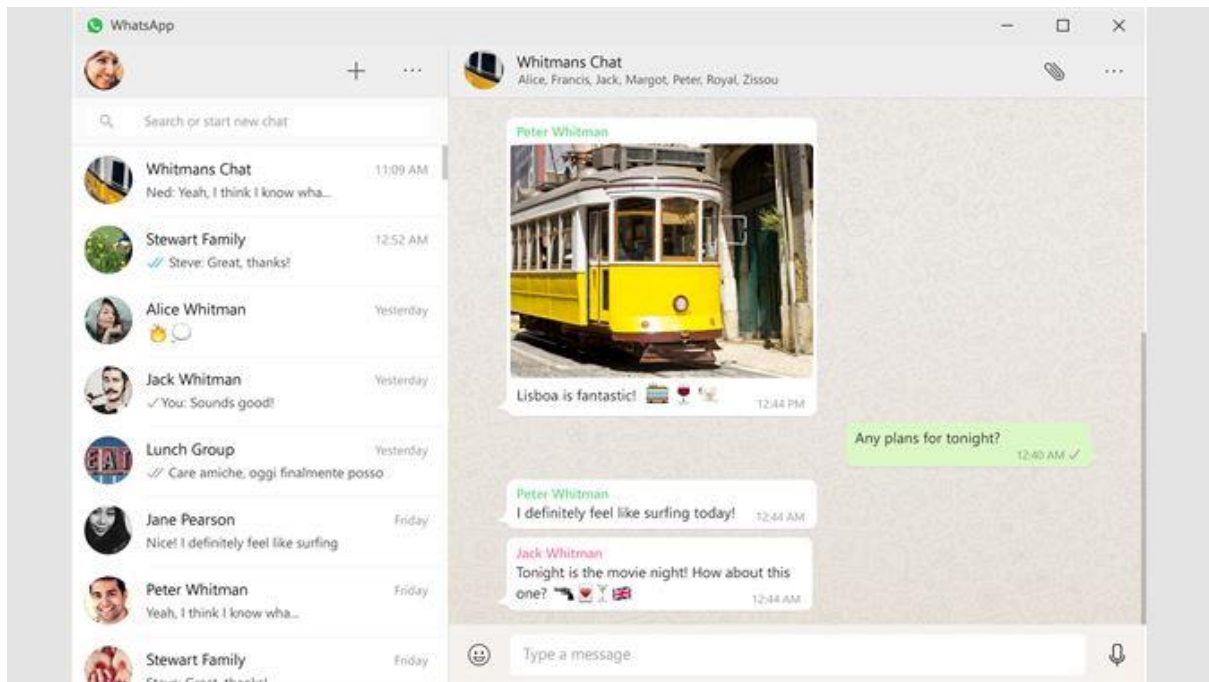 WhatsApp
Search or start new chat
Whitmans Chat
11:09 AM
Ned: Yeah, I think I know wha...
Stewart Family
12:52 AM
Steve: Great, thanks!
Alice Whitman
Yesterday
Jack Whitman
Yesterday
You: Sounds good!
Lunch Group
Yesterday
Care amiche, oggi finalmente posso
Jane Pearson
Friday
Nice! I definitely feel like surfing
Peter Whitman
Friday
Yeah, I think I know wha...
Stewart Family
Friday
Steve: Great, thanks!
Whitmans Chat
Alice, Francis, Jack, Margot, Peter, Royal, Zissou
Peter Whitman
Lisboa is fantastic!
12:44 PM
Any plans for tonight?
12:40 AM
Peter Whitman
I definitely feel like surfing today!
12:44 AM
Jack Whitman
Tonight is the movie night! How about this
one?
12:44 AM
Type a message
EAT